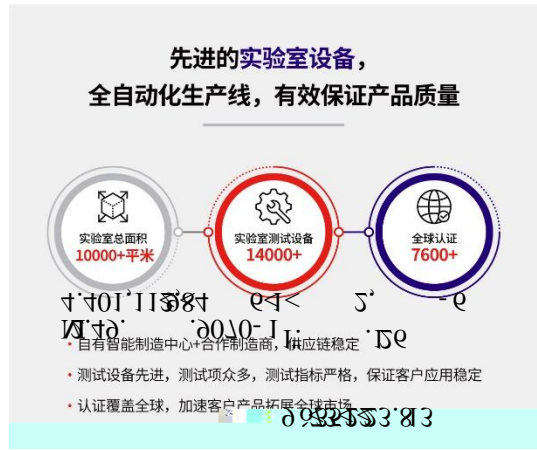 先进的实验室设备，
全自动化生产线，有效保证产品质量
实验室总面积
10000+平米
实验室测试设备
14000+
全球认证
7600+
• 自有智能制造中心+合作制造商，供应链稳定
• 测试设备先进，测试项众多，测试指标严格，保证客户应用稳定
• 认证覆盖全球，加速客户产品拓展全球市场